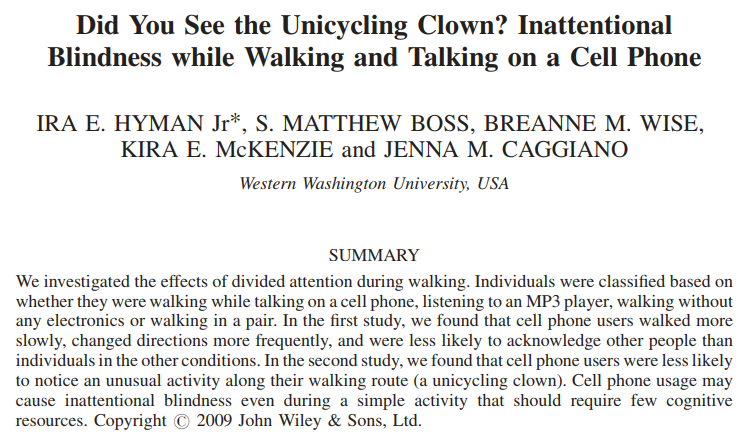 Did You See the Unicycling Clown? Inattentional
Blindness while Walking and Talking on a Cell Phone
IRA E. HYMAN Jr*, S. MATTHEW BOSS, BREANNE M. WISE,
KIRA E. McKENZIE and JENNA M. CAGGIANO
Western Washington University, USA
SUMMARY
We investigated the effects of divided attention during walking. Individuals were classified based on
whether they were walking while talking on a cell phone, listening to an MP3 player, walking without
any electronics or walking in a pair. In the first study, we found that cell phone users walked more
slowly, changed directions more frequently, and were less likely to acknowledge other people than
individuals in the other conditions. In the second study, we found that cell phone users were less likely
to notice an unusual activity along their walking route (a unicycling clown). Cell phone usage may
cause inattentional blindness even during a simple activity that should require few cognitive
resources. Copyright © 2009 John Wiley & Sons, Ltd.